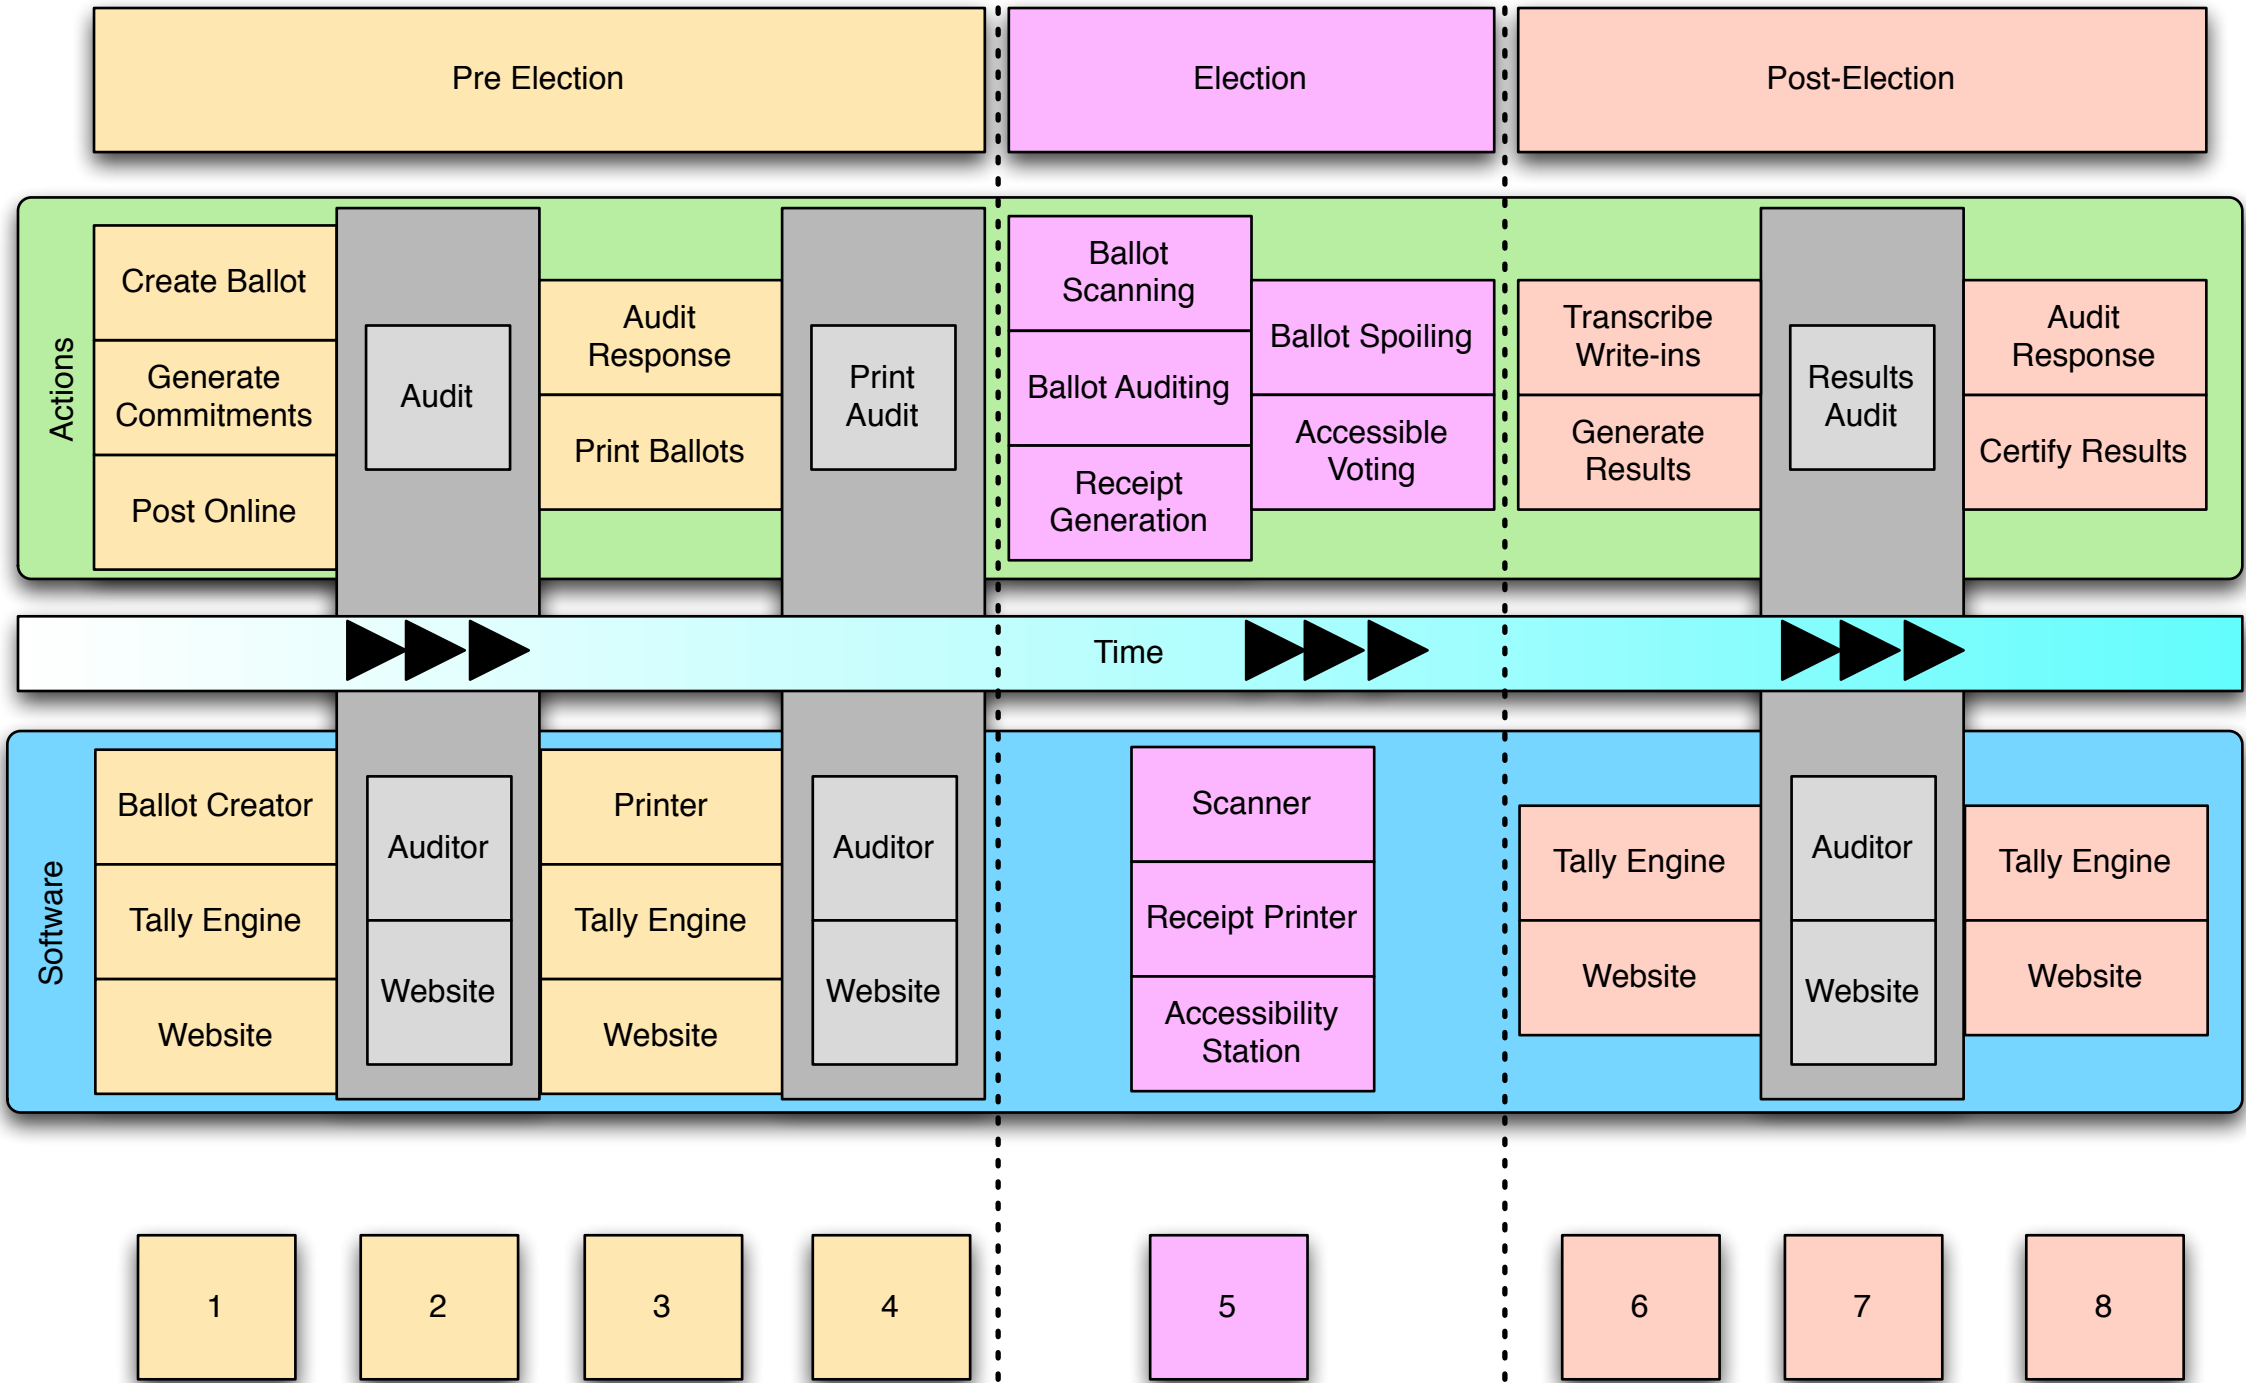 Pre Election
Election
Post-Election
Actions
Create Ballot
Generate
Commitments
Post Online
Audit
Audit
Response
Print Ballots
Print
Audit
Ballot
Scanning
Ballot Auditing
Receipt
Generation
Ballot Spoiling
Accessible
Voting
Transcribe
Write-ins
Generate
Results
Results
Audit
Audit
Response
Certify Results
Time
Software
Ballot Creator
Tally Engine
Website
Auditor
Website
Printer
Tally Engine
Website
Auditor
Website
Scanner
Receipt Printer
Accessibility
Station
Tally Engine
Website
Auditor
Website
Tally Engine
Website
1
2
3
4
5
6
7
8